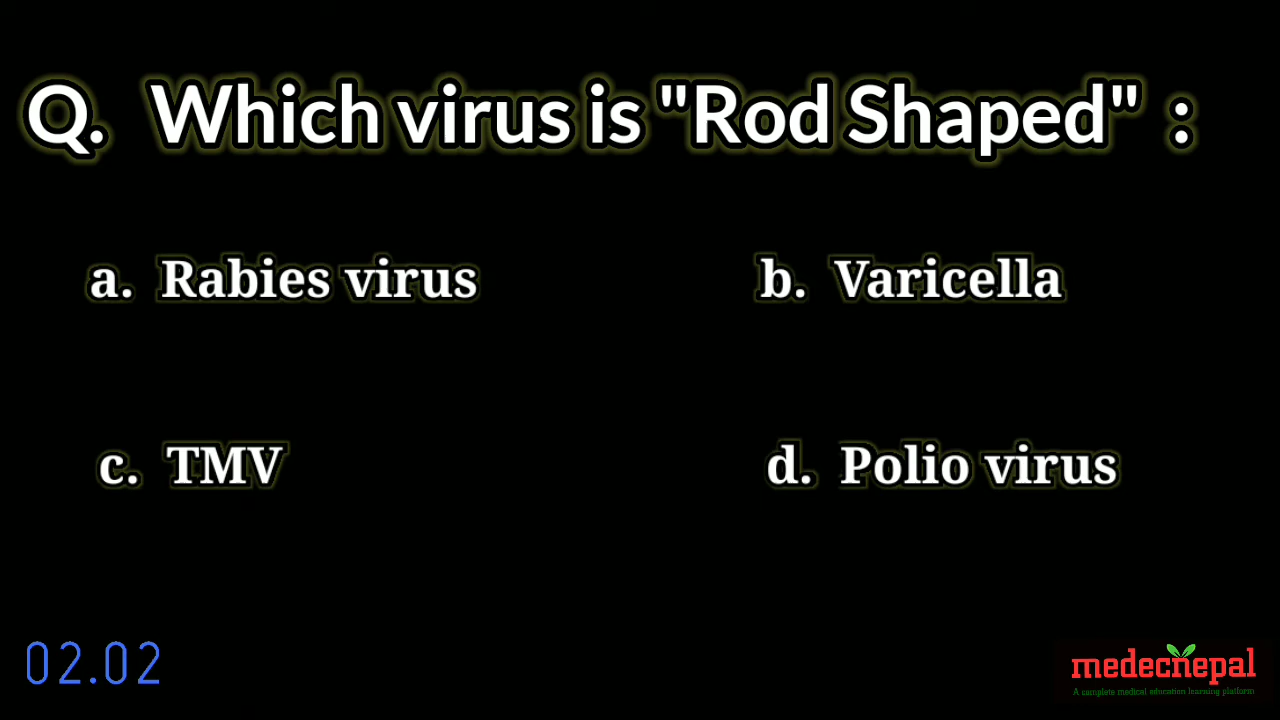 Q. Which virus is "Rod Shaped" :
a. Rabies virus
b. Varicella
c. TMV
d. Polio virus
02.02
medecnepal
A complete medical education learning platform